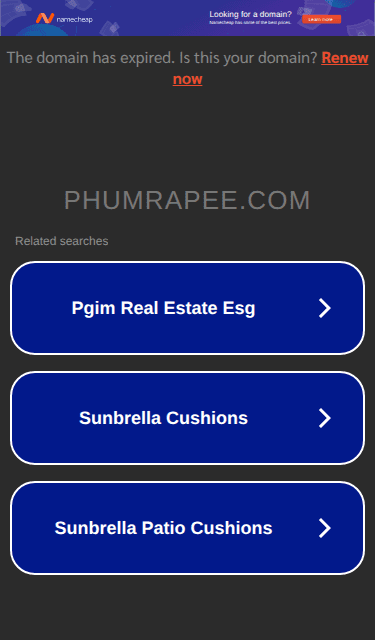 namecheap
Looking for a domain?
Namecheap has some of the best prices.
Learn more
The domain has expired. Is this your domain? Renew
now
PHUMRAPEE.COM
Related searches
Pgim Real Estate Esg
Sunbrella Cushions
Sunbrella Patio Cushions